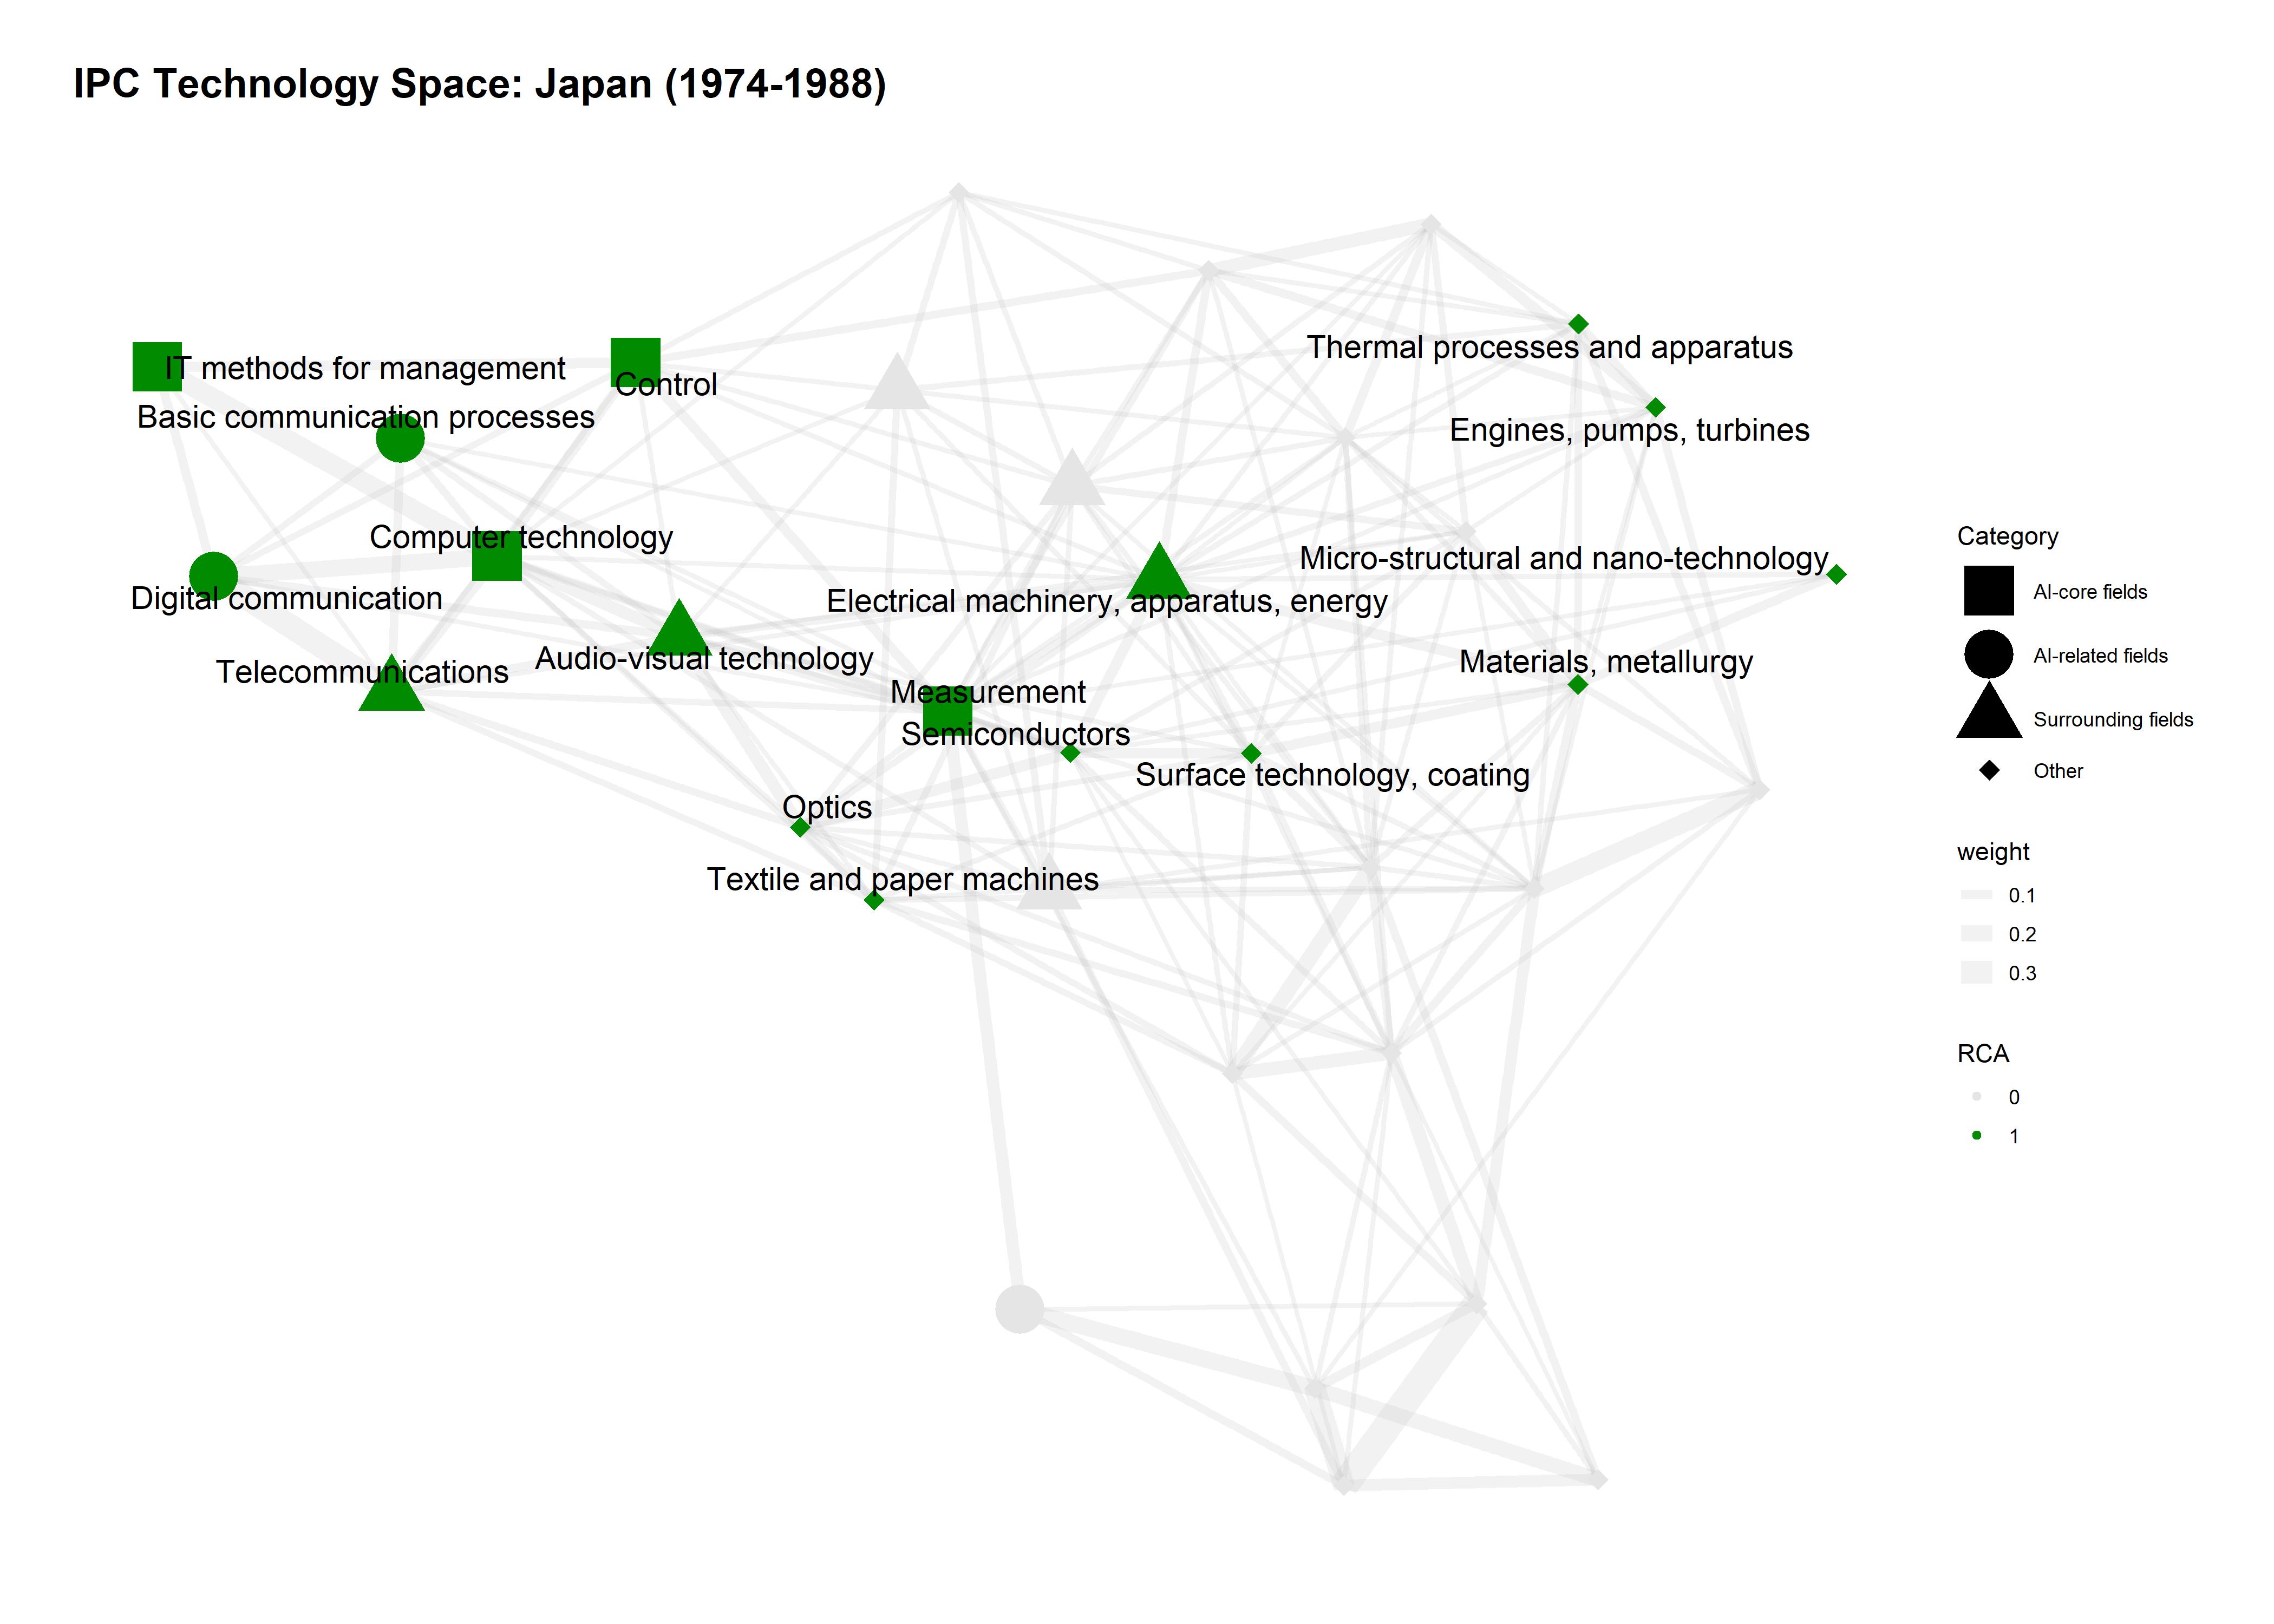 IPC Technology Space: Japan (1974-1988)
Thermal processes and apparatus
IT methods for management
Control
Basic communication processes
Engines, pumps, turbines
Computer technology
Micro-structural and nano-technology
Digital communication
Electrical machinery, apparatus, energy
Telecommunications
Audio-visual technology
Materials, metallurgy
Measurement
Semiconductors
Surface technology, coating
Optics
Textile and paper machines
Category
AI-core fields
AI-related fields
Surrounding fields
Other
weight
0.1
0.2
0.3
RCA
0
1